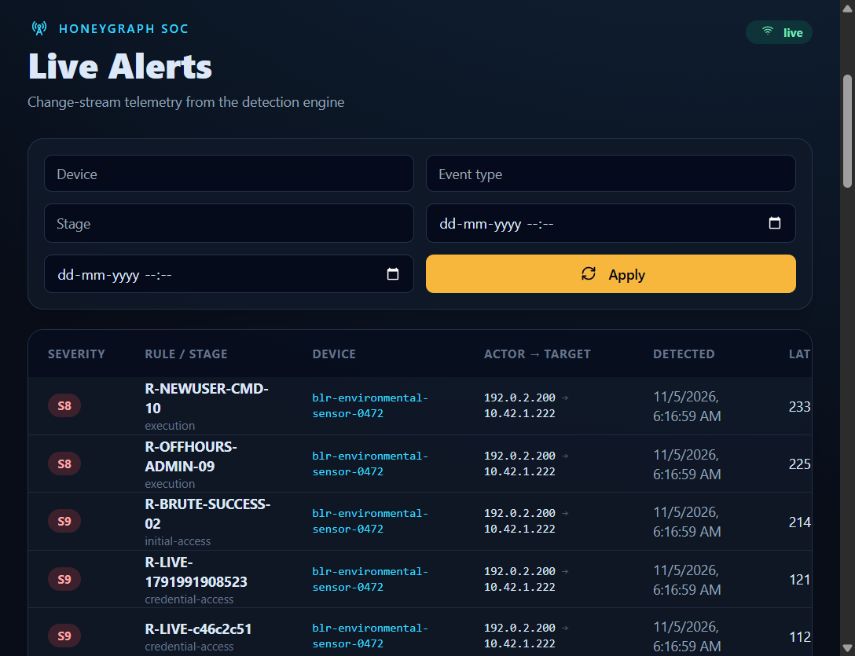 HONEYGRAPH SOC
live
Live Alerts
Change-stream telemetry from the detection engine
Device
Event type
Stage
dd-mm-yyyy --:--
dd-mm-yyyy --:--
Apply
SEVERITY RULE / STAGE DEVICE ACTOR → TARGET DETECTED LAT
S8 R-NEWUSER-CMD-10 execution blr-environmental-sensor-0472 192.0.2.200 → 10.42.1.222 11/5/2026, 6:16:59 AM 233
S8 R-OFFHOURS-ADMIN-09 execution blr-environmental-sensor-0472 192.0.2.200 → 10.42.1.222 11/5/2026, 6:16:59 AM 225
S9 R-BRUTE-SUCCESS-02 initial-access blr-environmental-sensor-0472 192.0.2.200 → 10.42.1.222 11/5/2026, 6:16:59 AM 214
S9 R-LIVE-1791991908523 credential-access blr-environmental-sensor-0472 192.0.2.200 → 10.42.1.222 11/5/2026, 6:16:59 AM 121
S9 R-LIVE-c46c2c51 credential-access blr-environmental-sensor-0472 192.0.2.200 → 10.42.1.222 11/5/2026, 6:16:59 AM 112